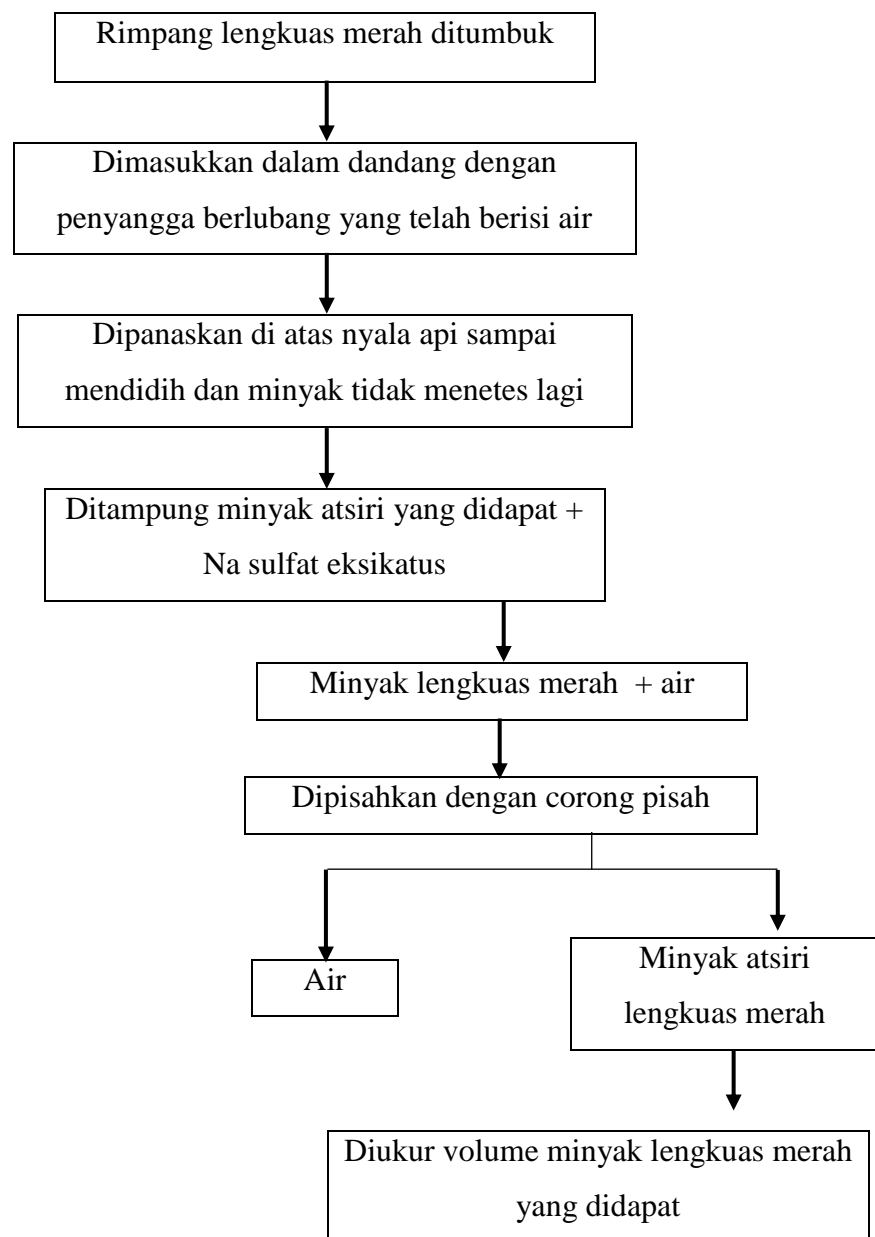 Rimpang lengkuas merah ditumbuk
Dimasukkan dalam dandang dengan
penyangga berlubang yang telah berisi air
Dipanaskan di atas nyala api sampai
mendidih dan minyak tidak menetes lagi
Ditampung minyak atsiri yang didapat +
Na sulfat eksikatus
Minyak lengkuas merah + air
Dipisahkan dengan corong pisah
Air
Minyak atsiri
lengkuas merah
Diukur volume minyak lengkuas merah
yang didapat